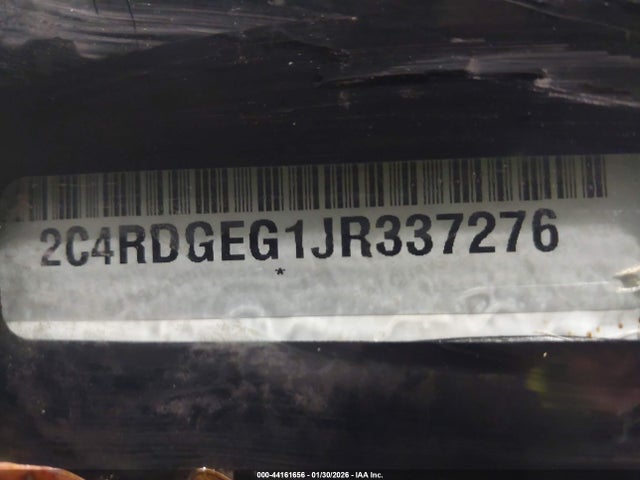 2C4RDGEG1JR337276
*
000-44161656 - 01/30/2026 - IAA Inc.